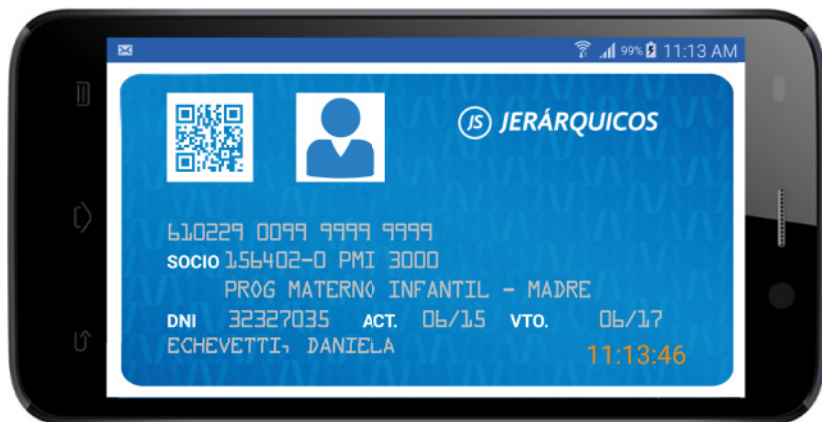 99% 11:13 AM
JS JERÁRQUICOS
610229 0099 9999 9999
SOCIO 156402-0 PMI 3000
PROG MATERNO INFANTIL - MADRE
DNI 32327035 ACT. 06/15 VTO. 06/17
ECHEVETTI, DANIELA
11:13:46